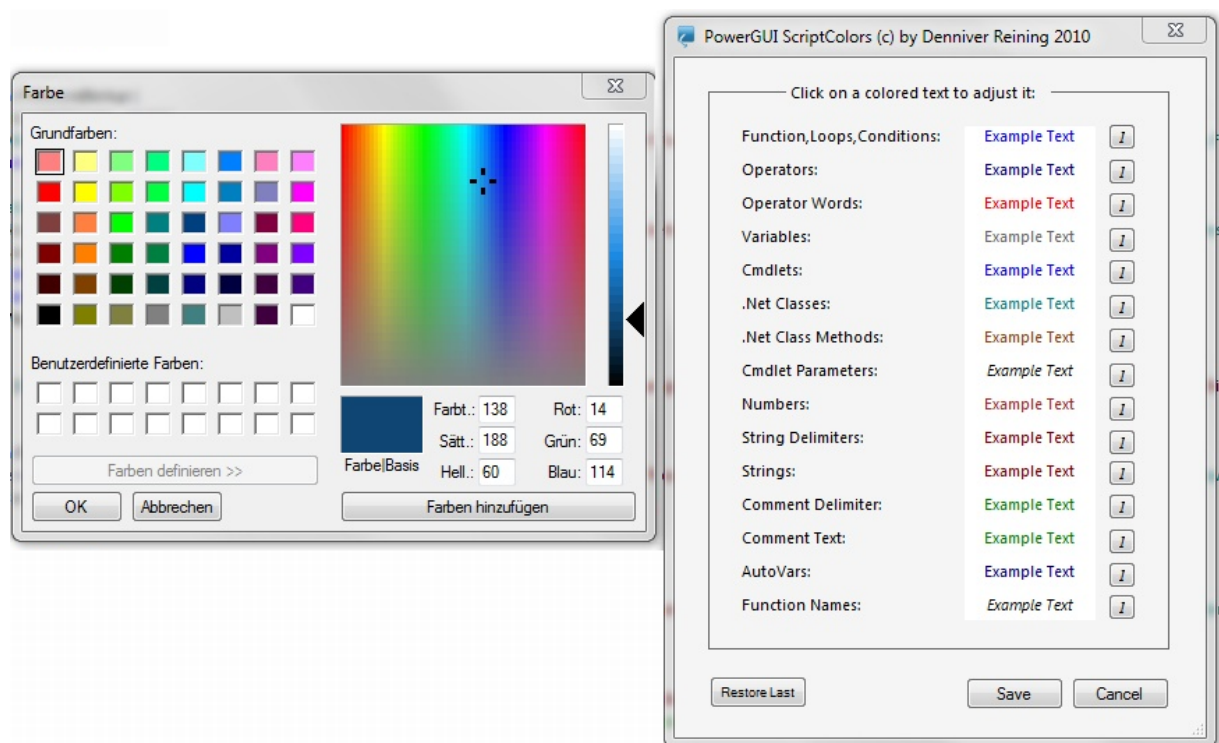 Farbe
Grundfarben:
Benutzerdefinierte Farben:
Farben definieren >>
OK
Abbrechen
Farbe|Basis
Farbt.: 138
Sätt.: 188
Hell.: 60
Rot: 14
Grün: 69
Blau: 114
Farben hinzufügen
PowerGUI ScriptColors (c) by Denniver Reining 2010
Click on a colored text to adjust it:
Function,Loops,Conditions: Example Text I
Operators: Example Text I
Operator Words: Example Text I
Variables: Example Text I
Cmdlets: Example Text I
.Net Classes: Example Text I
.Net Class Methods: Example Text I
Cmdlet Parameters: Example Text I
Numbers: Example Text I
String Delimiters: Example Text I
Strings: Example Text I
Comment Delimiter: Example Text I
Comment Text: Example Text I
AutoVars: Example Text I
Function Names: Example Text I
Restore Last
Save
Cancel